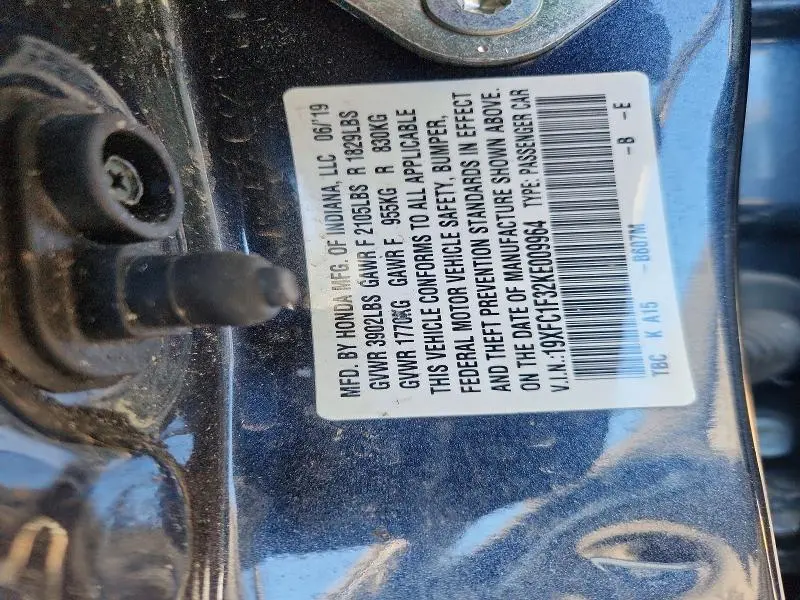 MFD. BY HONDA MFG. OF INDIANA, LLC 06/19
GVWR 3902LBS GAWR F 2105LBS R 1829LBS
GVWR 1770KG GAWR F 955KG R 830KG
THIS VEHICLE CONFORMS TO ALL APPLICABLE
FEDERAL MOTOR VEHICLE SAFETY, BUMPER,
AND THEFT PREVENTION STANDARDS IN EFFECT
ON THE DATE OF MANUFACTURE SHOWN ABOVE.
V.I.N.:19XFC1F32KE009964 TYPE: PASSENGER CAR
-B -E
TBC K A15 -B607M